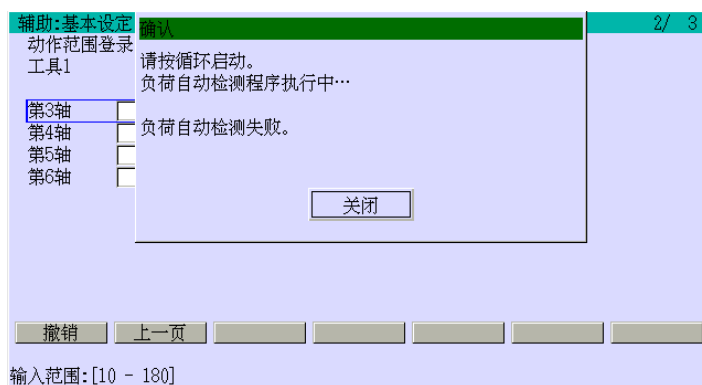 辅助:基本设定
2/ 3
动作范围登录
工具1
确认
请按循环启动。
负荷自动检测程序执行中…
负荷自动检测失败。
关闭
第3轴
第4轴
第5轴
第6轴
撤销
上一页
输入范围:[10 - 180]